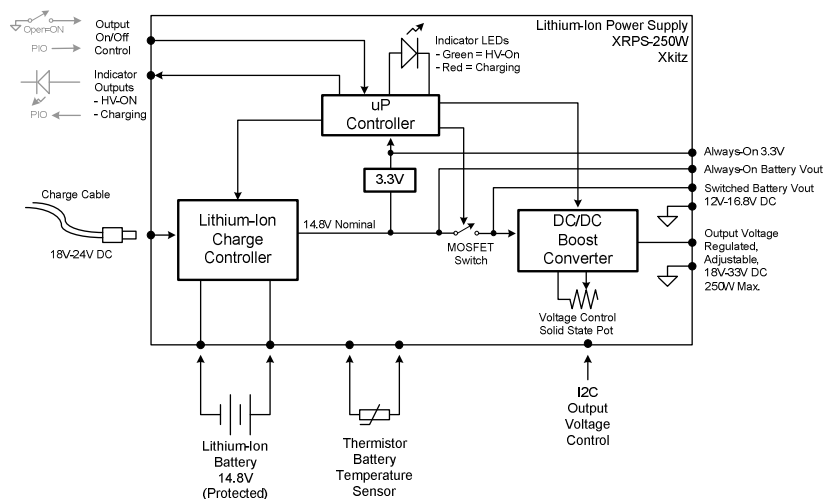 Lithium-Ion Power Supply
XRPS-250W
Xkitz
Open=ON
PIO
Output
On/Off
Control
Indicator
Outputs
- HV-ON
- Charging
PIO
Indicator LEDs
- Green = HV-On
- Red = Charging
uP
Controller
3.3V
Always-On 3.3V
Always-On Battery Vout
Switched Battery Vout
12V-16.8V DC
Charge Cable
18V-24V DC
Lithium-Ion
Charge
Controller
14.8V Nominal
MOSFET
Switch
DC/DC
Boost
Converter
Output Voltage
Regulated,
Adjustable,
18V-33V DC
250W Max.
Voltage Control
Solid State Pot
Lithium-Ion
Battery
14.8V
(Protected)
Thermistor
Battery
Temperature
Sensor
I2C
Output
Voltage
Control